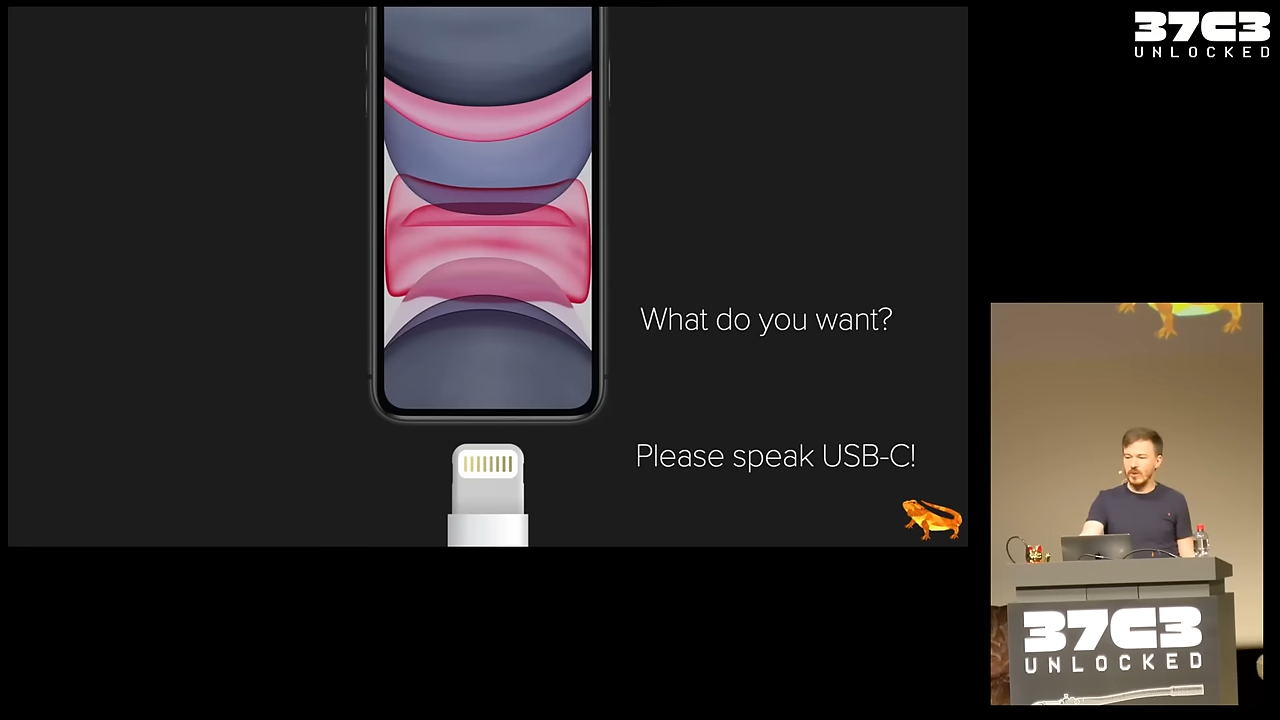 What do you want?
Please speak USB-C!
37C3
UNLOCKED
37C3
UNLOCKED